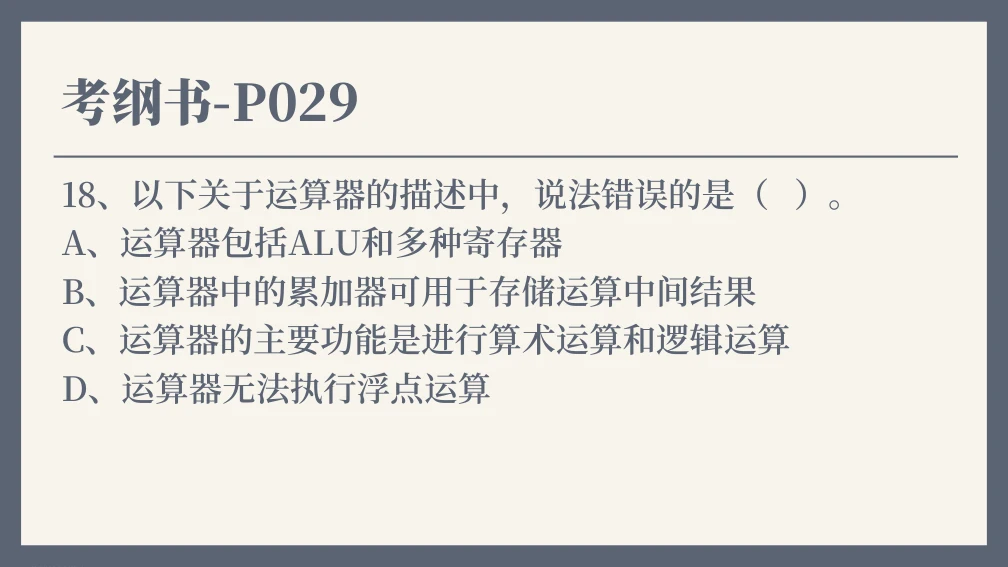 考纲书-P029
18、以下关于运算器的描述中，说法错误的是（ ）。
A、运算器包括ALU和多种寄存器
B、运算器中的累加器可用于存储运算中间结果
C、运算器的主要功能是进行算术运算和逻辑运算
D、运算器无法执行浮点运算